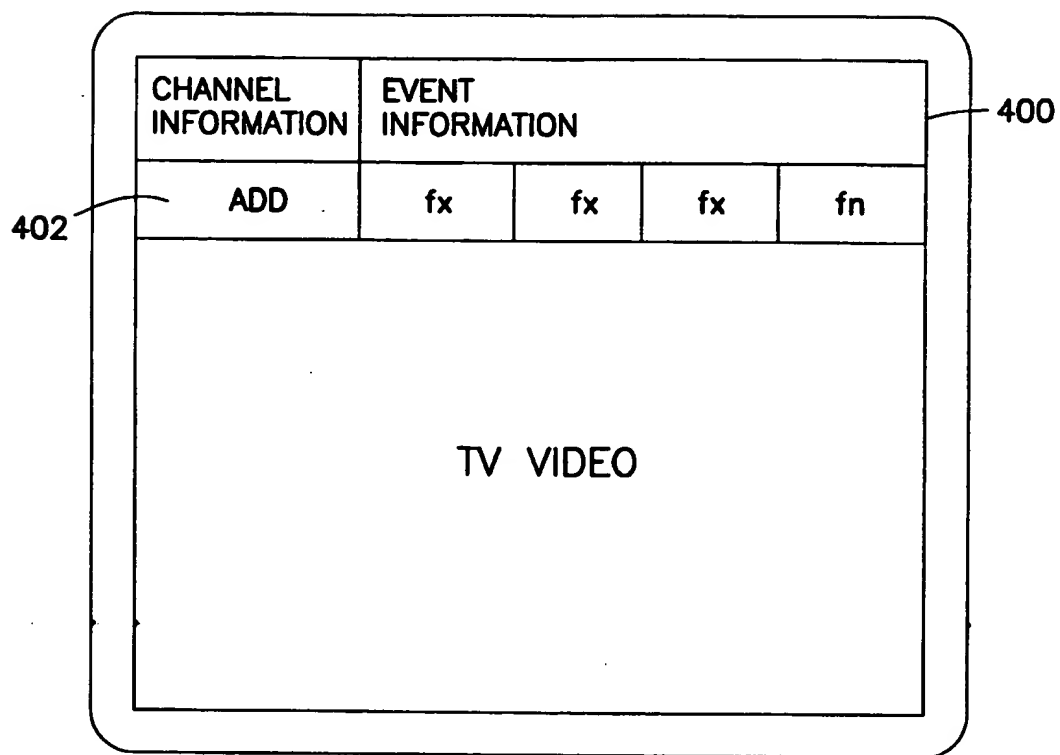 CHANNEL
INFORMATION
EVENT
INFORMATION
400
402
ADD
fx
fx
fx
fn
TV VIDEO